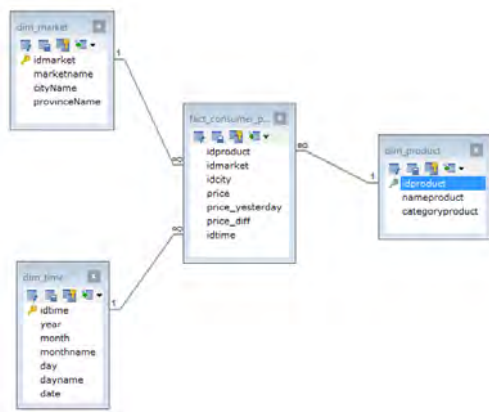 dim_market
idmarket
marketname
cityName
provinceName
1
∞
fact_consumer_p...
idproduct
idmarket
idcity
price
price_yesterday
price_diff
idtime
∞
1
dim_product
idproduct
nameproduct
categoryproduct
∞
1
dim_time
idtime
year
month
monthname
day
dayname
date